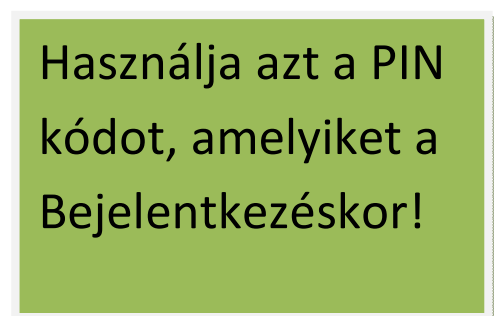 Használja azt a PIN
kódot, amelyiket a
Bejelentkezéskor!